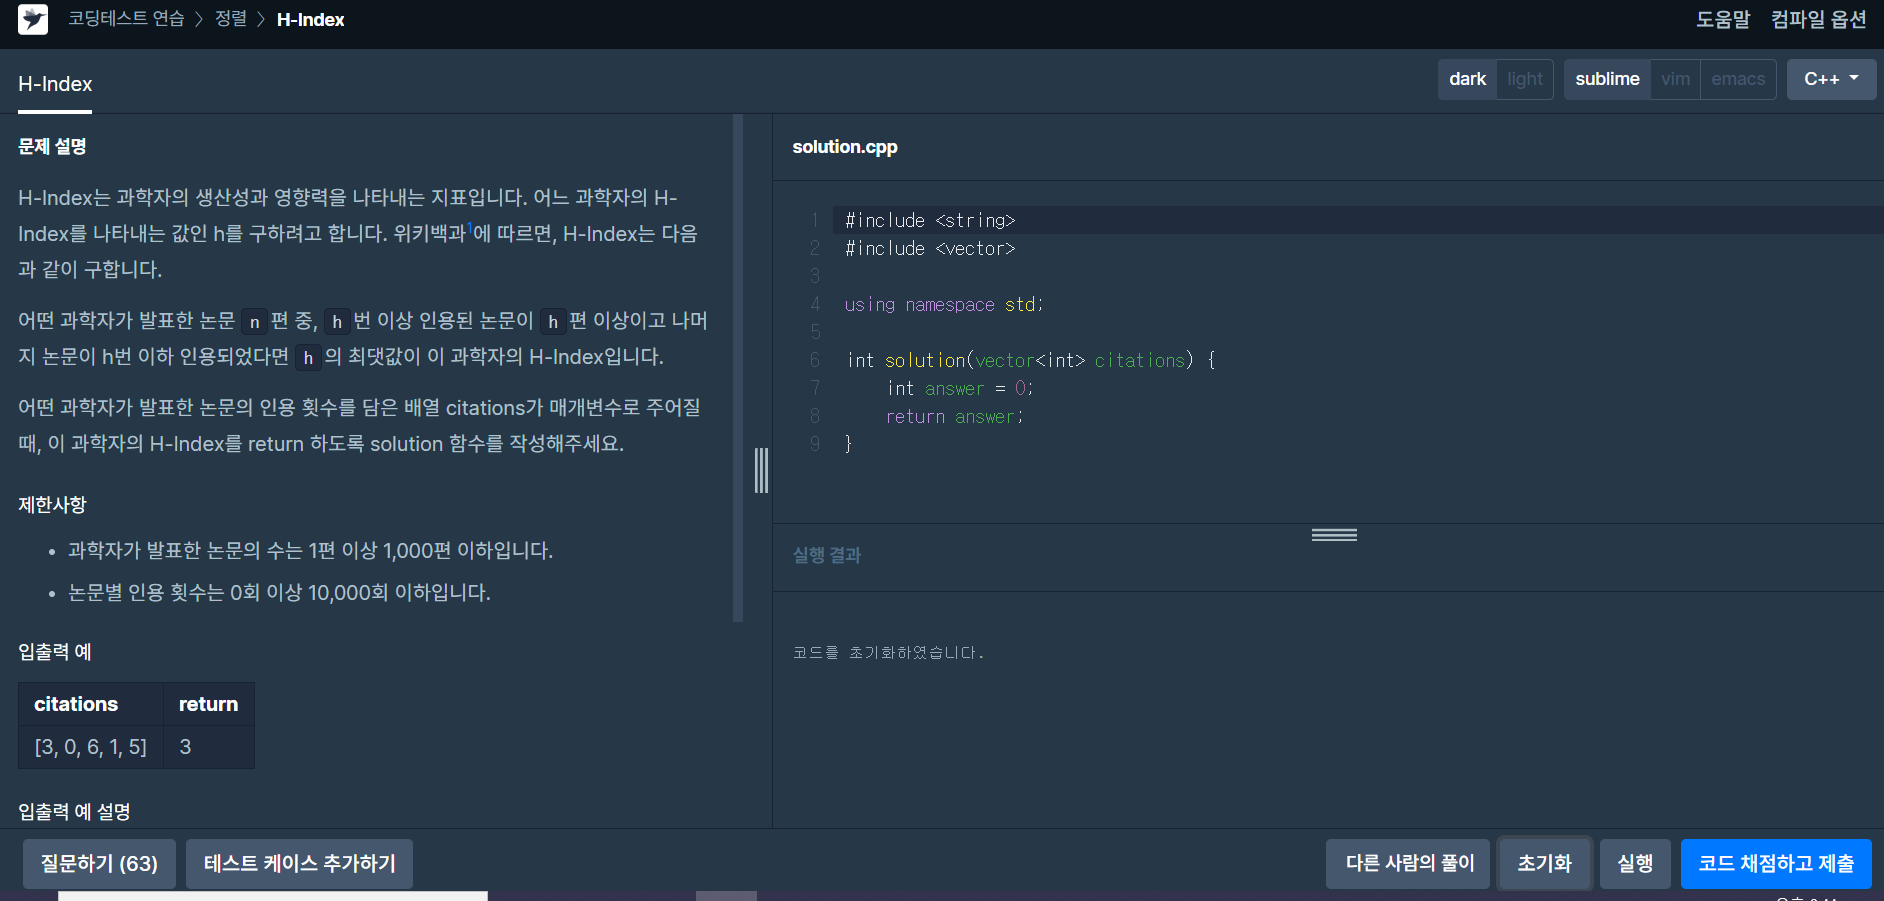 코딩테스트 연습 > 정렬 > H-Index
도움말 컴파일 옵션
H-Index
dark light sublime vim emacs C++
문제 설명
H-Index는 과학자의 생산성과 영향력을 나타내는 지표입니다. 어느 과학자의 H-
Index를 나타내는 값인 h를 구하려고 합니다. 위키백과1에 따르면, H-Index는 다음
과 같이 구합니다.
어떤 과학자가 발표한 논문 n 편 중, h 번 이상 인용된 논문이 h 편 이상이고 나머
지 논문이 h번 이하 인용되었다면 h 의 최댓값이 이 과학자의 H-Index입니다.
어떤 과학자가 발표한 논문의 인용 횟수를 담은 배열 citations가 매개변수로 주어질
때, 이 과학자의 H-Index를 return 하도록 solution 함수를 작성해주세요.
제한사항
• 과학자가 발표한 논문의 수는 1편 이상 1,000편 이하입니다.
• 논문별 인용 횟수는 0회 이상 10,000회 이하입니다.
입출력 예
citations return
[3, 0, 6, 1, 5] 3
입출력 예 설명
solution.cpp
1 #include <string>
2 #include <vector>
3
4 using namespace std;
5
6 int solution(vector<int> citations) {
7 int answer = 0;
8 return answer;
9 }
실행 결과
코드를 초기화하였습니다.
질문하기 (63) 테스트 케이스 추가하기
다른 사람의 풀이 초기화 실행 코드 채점하고 제출